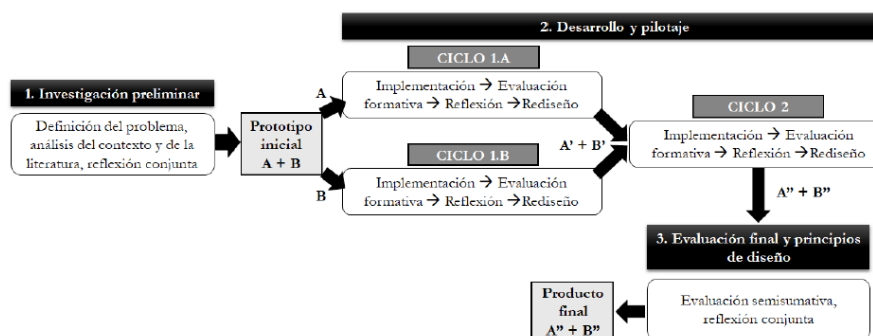 2. Desarrollo y pilotaje
CICLO 1.A
1. Investigación preliminar
A
Implementación → Evaluación
formativa → Reflexión →Rediseño
CICLO 2
Definición del problema,
análisis del contexto y de la
literatura, reflexión conjunta
Prototipo
inicial
A + B
CICLO 1.B
A’ + B’
Implementación → Evaluación
formativa → Reflexión →Rediseño
B
Implementación → Evaluación
formativa → Reflexión →Rediseño
A” + B”
3. Evaluación final y principios
de diseño
Producto
final
A” + B”
Evaluación semisumativa,
reflexión conjunta